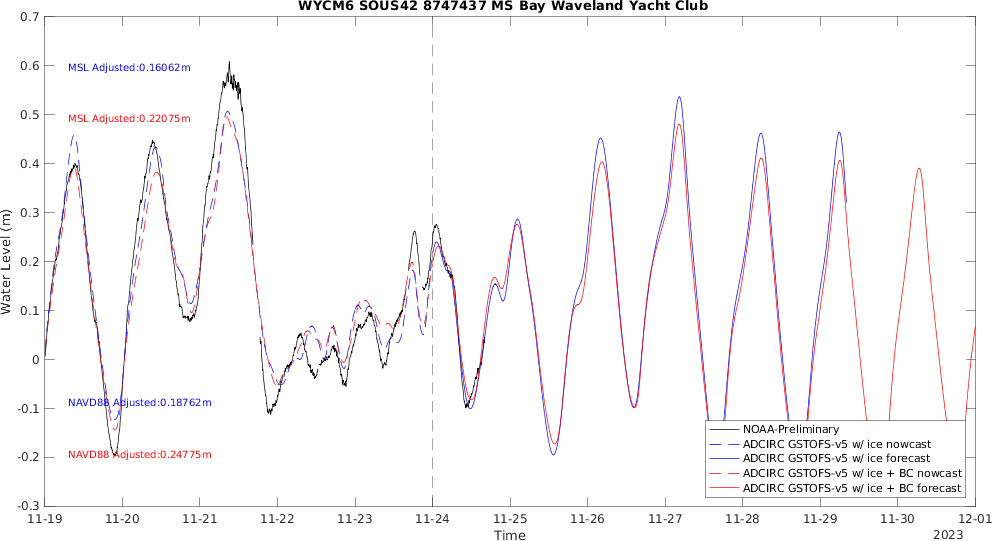 WYCM6 SOUS42 8747437 MS Bay Waveland Yacht Club
0.7
0.6
0.5
0.4
0.3
0.2
0.1
0
-0.1
-0.2
-0.3
Water Level (m)
MSL Adjusted:0.16062m
MSL Adjusted:0.22075m
NAVD88 Adjusted:0.18762m
NAVD88 Adjusted:0.24775m
NOAA-Preliminary
ADCIRC GSTOFS-v5 w/ ice nowcast
ADCIRC GSTOFS-v5 w/ ice forecast
ADCIRC GSTOFS-v5 w/ ice + BC nowcast
ADCIRC GSTOFS-v5 w/ ice + BC forecast
11-19 11-20 11-21 11-22 11-23 11-24 11-25 11-26 11-27 11-28 11-29 11-30 12-01
Time
2023